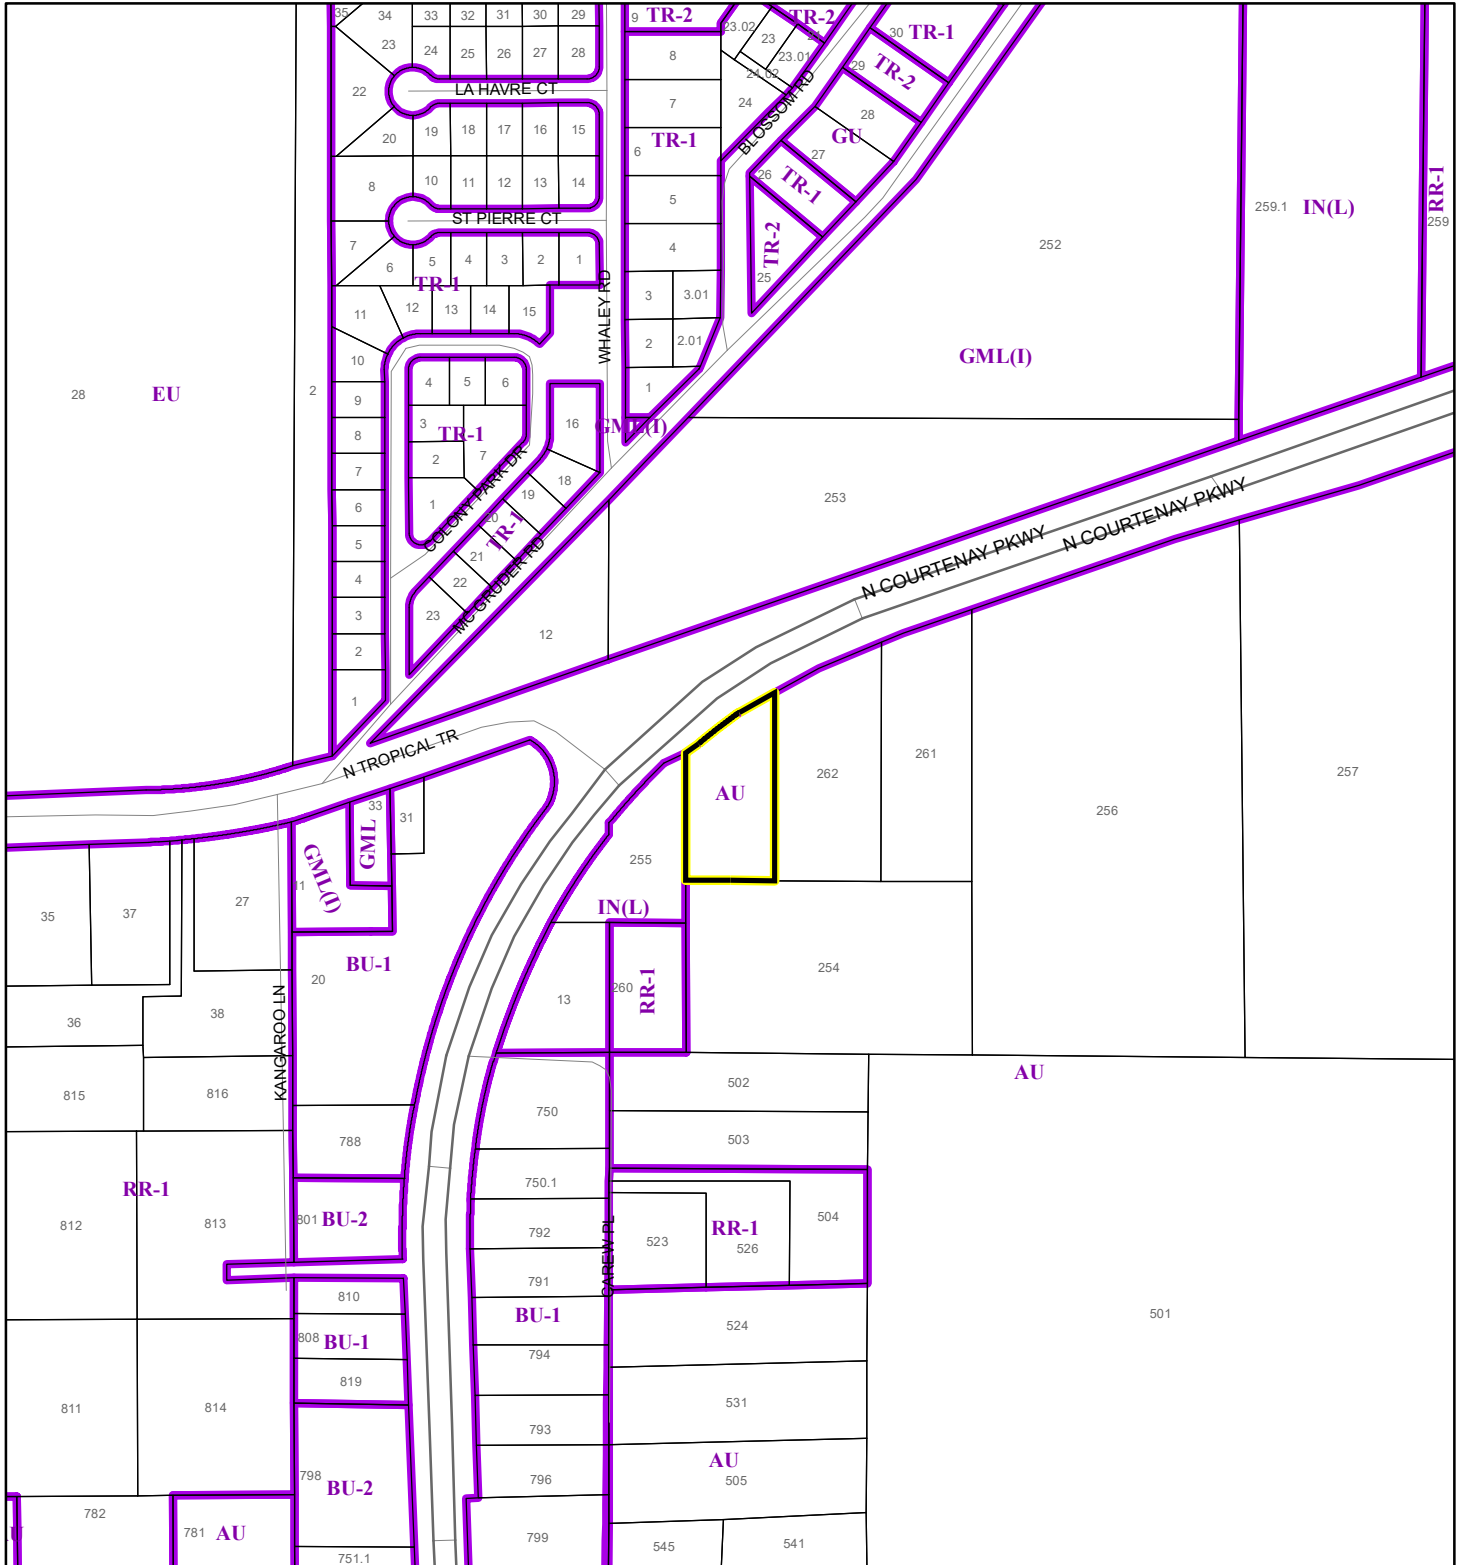 35 34 33 32 31 30 29 9 TR-2 23.02 TR-2 30 TR-1
23 24 25 26 27 28 8 23 23.01 29 TR-2
22 LA HAVRE CT 7 24.02 24 BLOSSOM RD 28 GU
20 19 18 17 16 15 6 TR-1 27
8 10 11 12 13 14 5 26 TR-1 RR-1
ST PIERRE CT 259.1 IN(L) 259
7 6 5 4 3 2 1 4 TR-2 25 252
TR-1 WHALEY RD 3 3.01
11 12 13 14 15 2 2.01
10 4 5 6 1 GML(I)
28 EU 2 9 3 TR-1 16 GML(I)
8 2 7 COLONY PARK DR 18
7 1 19 253
6 20 TR-1 N COURTENAY PKWY
5 21 MC GRUDER RD N COURTENAY PKWY
4 22
3 23 12
2
1
N TROPICAL TR 261
AU 262 257
33 31 GML 256
GML(I) 11 255
35 37 27 IN(L)
20 BU-1 254
36 38 KANGAROO LN 13 260 RR-1
815 816 502 AU
750
788 503
RR-1 750.1
812 813 801 BU-2 792 CAREW PL 523 RR-1 526 504
791
810 BU-1 501
808 BU-1 524
794
819
811 814 793 531
798 BU-2 796 AU 505
782 781 AU 799 545 541
751.1